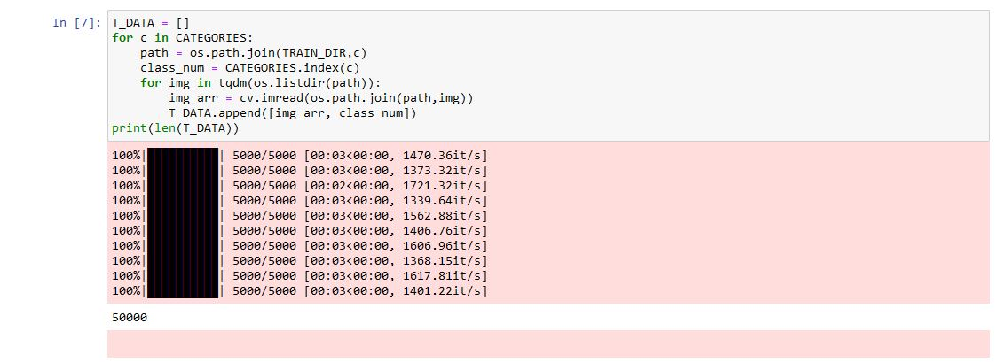 In [7]: T_DATA = []
for c in CATEGORIES:
    path = os.path.join(TRAIN_DIR,c)
    class_num = CATEGORIES.index(c)
    for img in tqdm(os.listdir(path)):
        img_arr = cv.imread(os.path.join(path,img))
        T_DATA.append([img_arr, class_num])
print(len(T_DATA))
100%|██████████| 5000/5000 [00:03<00:00, 1470.36it/s]
100%|██████████| 5000/5000 [00:03<00:00, 1373.32it/s]
100%|██████████| 5000/5000 [00:02<00:00, 1721.32it/s]
100%|██████████| 5000/5000 [00:03<00:00, 1339.64it/s]
100%|██████████| 5000/5000 [00:03<00:00, 1562.88it/s]
100%|██████████| 5000/5000 [00:03<00:00, 1406.76it/s]
100%|██████████| 5000/5000 [00:03<00:00, 1606.96it/s]
100%|██████████| 5000/5000 [00:03<00:00, 1368.15it/s]
100%|██████████| 5000/5000 [00:03<00:00, 1617.81it/s]
100%|██████████| 5000/5000 [00:03<00:00, 1401.22it/s]
50000